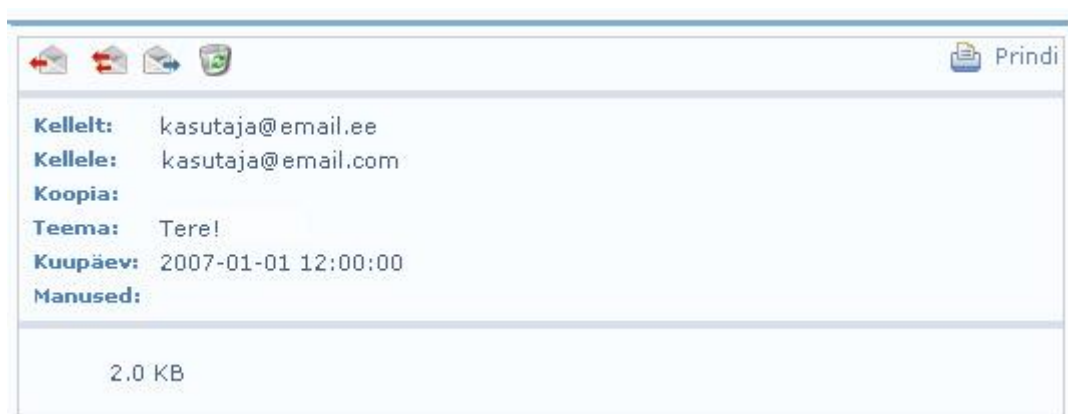 Prindi
Kellelt: kasutaja@email.ee
Kellele: kasutaja@email.com
Koopia:
Teema: Tere!
Kuupäev: 2007-01-01 12:00:00
Manused:
2.0 KB